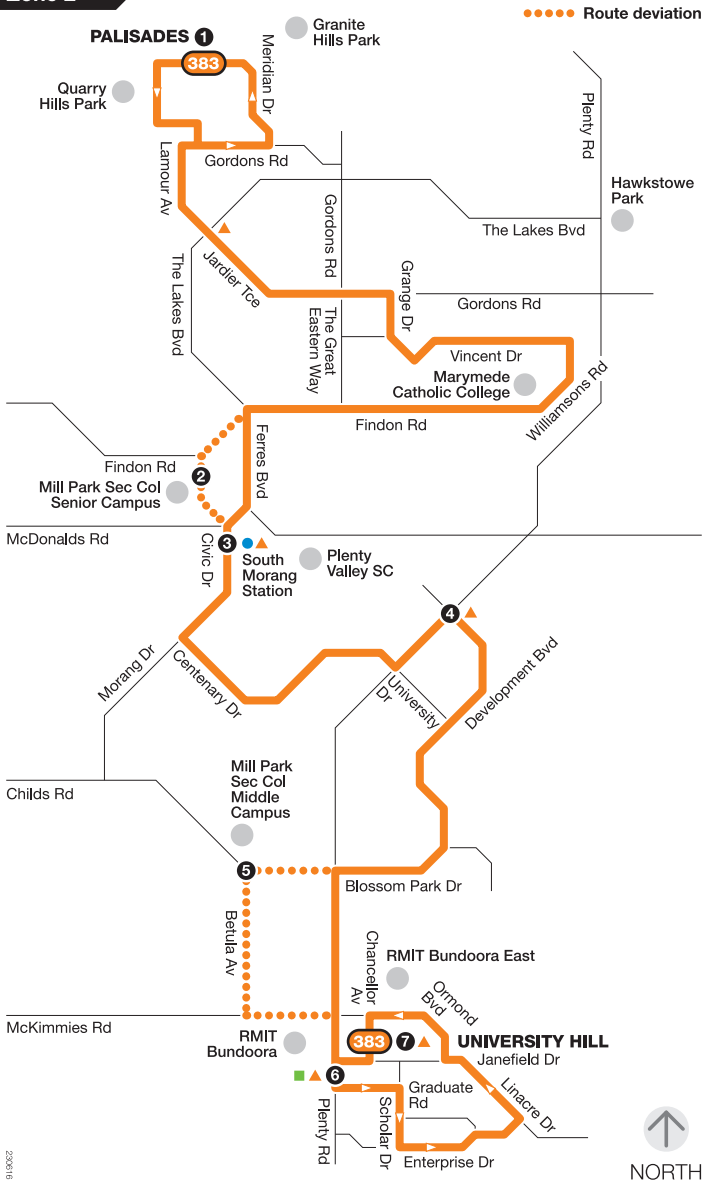 Route deviation
PALISADES 1
383
Granite
Hills Park
Quarry
Hills Park
Meridian Dr
Plenty Rd
Lamour Av
Gordons Rd
Hawkstowe
Park
Gordons Rd
The Lakes Bvd
The Lakes Bvd
Jardier Tce
Grange Dr
Gordons Rd
The Great
Eastern Way
Vincent Dr
Marymede
Catholic College
Williamsons Rd
Findon Rd
Ferres Bvd
Findon Rd
2
Mill Park Sec Col
Senior Campus
McDonalds Rd
Civic Dr
3
South
Morang
Station
Plenty
Valley SC
4
Morang Dr
Centenary Dr
University
Dr
Development Bvd
Mill Park
Sec Col
Middle
Campus
Childs Rd
5
Blossom Park Dr
Betula Av
Chancellor
Av
RMIT Bundoora East
Ormond
Bvd
McKimmies Rd
RMIT
Bundoora
383 7
UNIVERSITY HILL
Janefield Dr
6
Graduate
Rd
Linacre Dr
Plenty Rd
Scholar Dr
Enterprise Dr
230616
NORTH